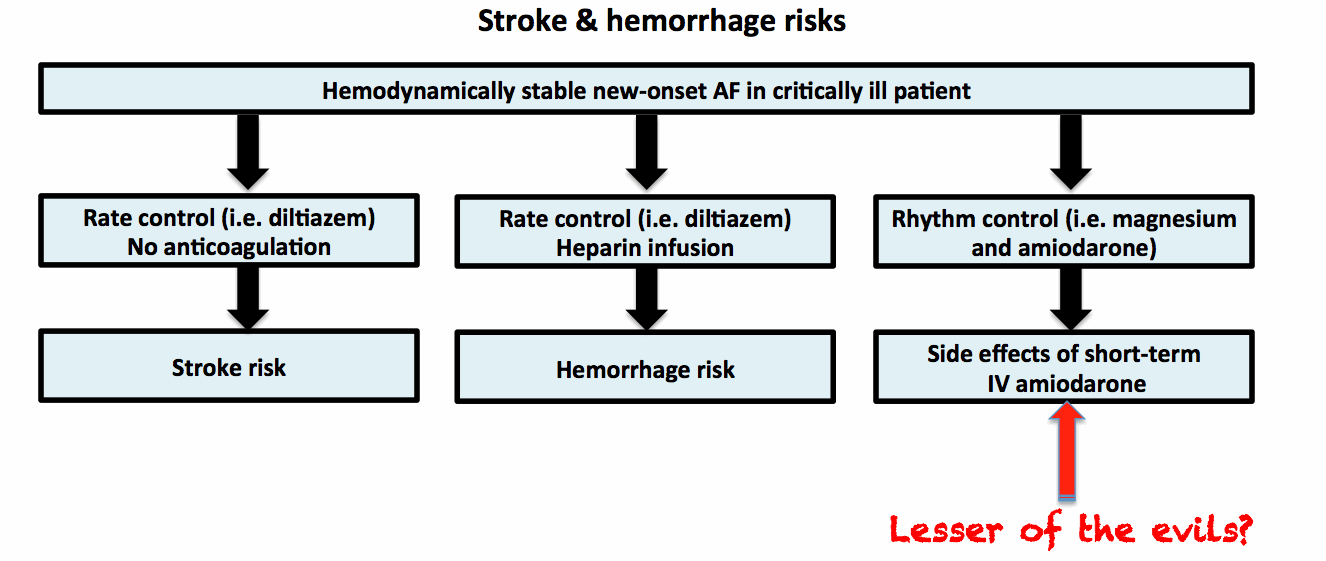 Stroke & hemorrhage risks
Hemodynamically stable new-onset AF in critically ill patient
Rate control (i.e. diltiazem)
No anticoagulation
Rate control (i.e. diltiazem)
Heparin infusion
Rhythm control (i.e. magnesium
and amiodarone)
Stroke risk
Hemorrhage risk
Side effects of short-term
IV amiodarone
Lesser of the evils?